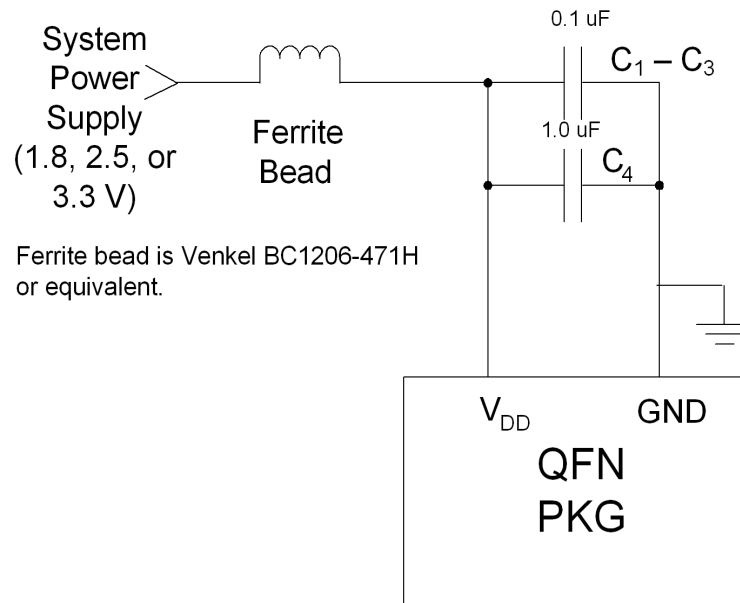 System
Power
Supply
(1.8, 2.5, or
3.3 V)
Ferrite
Bead
0.1 uF
C1 – C3
1.0 uF
C4
Ferrite bead is Venkel BC1206-471H
or equivalent.
VDD
GND
QFN
PKG